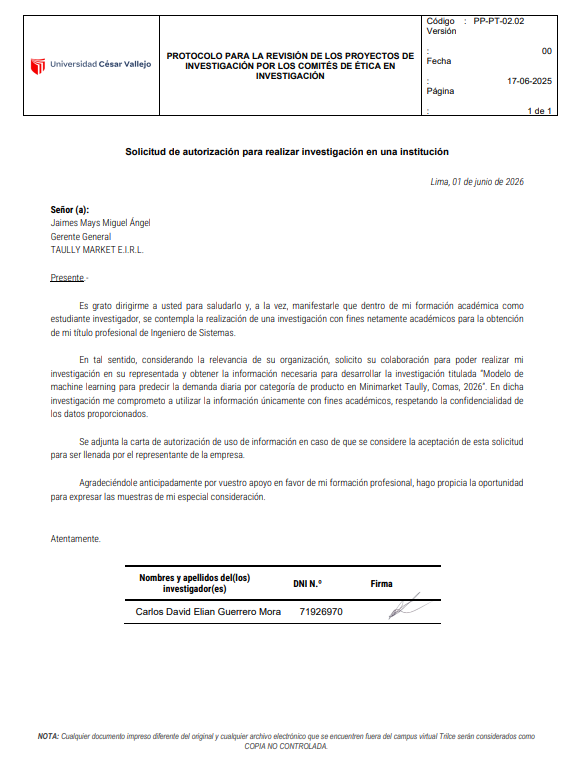 Universidad César Vallejo
PROTOCOLO PARA LA REVISIÓN DE LOS PROYECTOS DE
INVESTIGACIÓN POR LOS COMITÉS DE ÉTICA EN
INVESTIGACIÓN
Código : PP-PT-02.02
Versión
: 00
Fecha
: 17-06-2025
Página
: 1 de 1
Solicitud de autorización para realizar investigación en una institución
Lima, 01 de junio de 2026
Señor (a):
Jaimes Mays Miguel Ángel
Gerente General
TAULLY MARKET E.I.R.L.
Presente.-
Es grato dirigirme a usted para saludarlo y, a la vez, manifestarle que dentro de mi formación académica como
estudiante investigador, se contempla la realización de una investigación con fines netamente académicos para la obtención
de mi título profesional de Ingeniero de Sistemas.
En tal sentido, considerando la relevancia de su organización, solicito su colaboración para poder realizar mi
investigación en su representada y obtener la información necesaria para desarrollar la investigación titulada “Modelo de
machine learning para predecir la demanda diaria por categoría de producto en Minimarket Taully, Comas, 2026”. En dicha
investigación me comprometo a utilizar la información únicamente con fines académicos, respetando la confidencialidad de
los datos proporcionados.
Se adjunta la carta de autorización de uso de información en caso de que se considere la aceptación de esta solicitud
para ser llenada por el representante de la empresa.
Agradeciéndole anticipadamente por vuestro apoyo en favor de mi formación profesional, hago propicia la oportunidad
para expresar las muestras de mi especial consideración.
Atentamente.
Nombres y apellidos del(los)
investigador(es)
DNI N.º
Firma
Carlos David Elian Guerrero Mora 71926970
NOTA: Cualquier documento impreso diferente del original y cualquier archivo electrónico que se encuentren fuera del campus virtual Trilce serán considerados como
COPIA NO CONTROLADA.